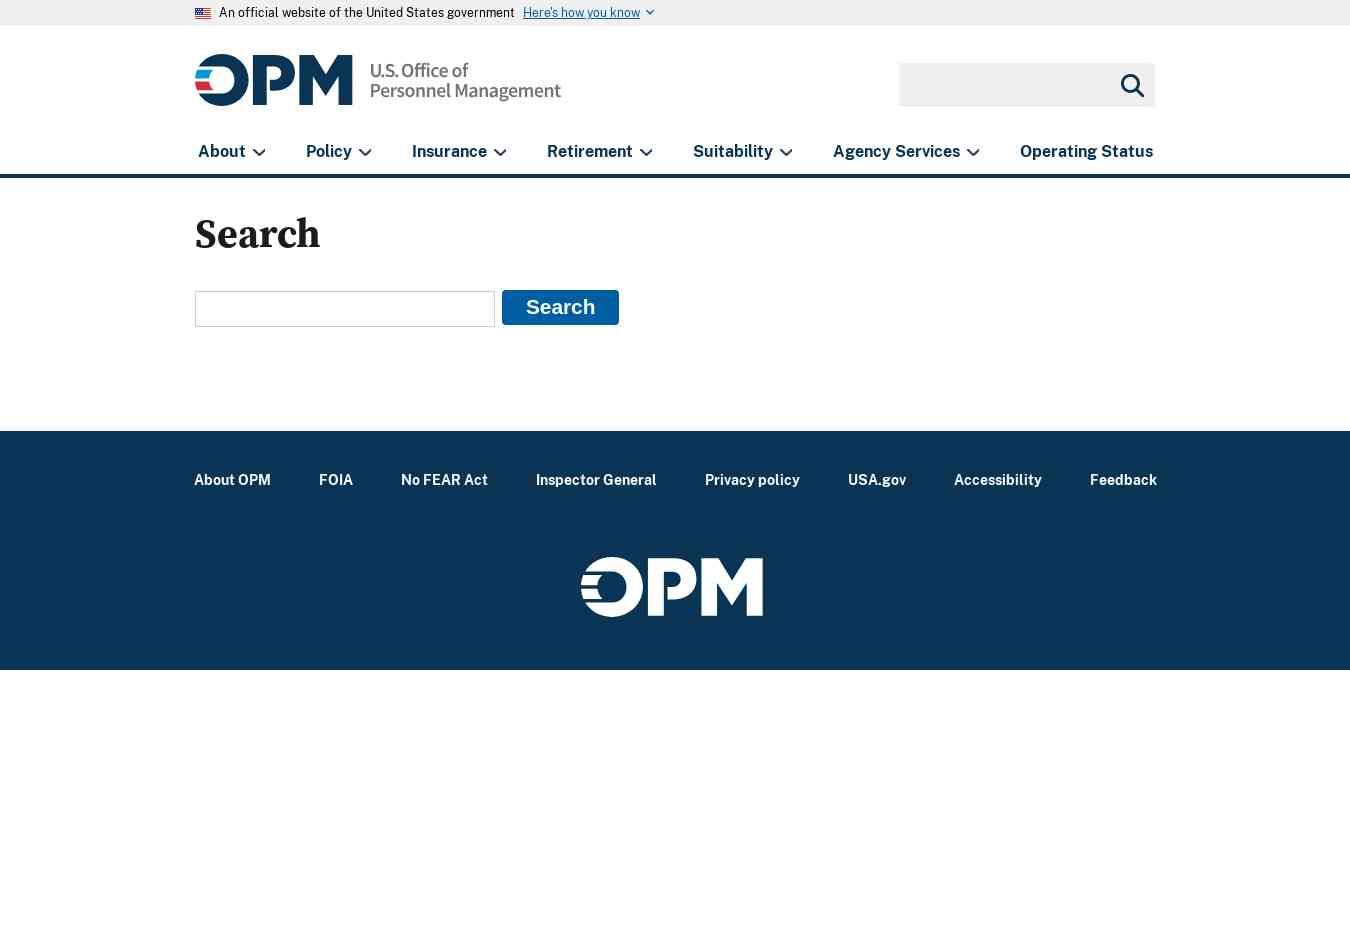 An official website of the United States government Here's how you know
OPM
U.S. Office of
Personnel Management
About Policy Insurance Retirement Suitability Agency Services Operating Status
Search
Search
About OPM FOIA No FEAR Act Inspector General Privacy policy USA.gov Accessibility Feedback
OPM